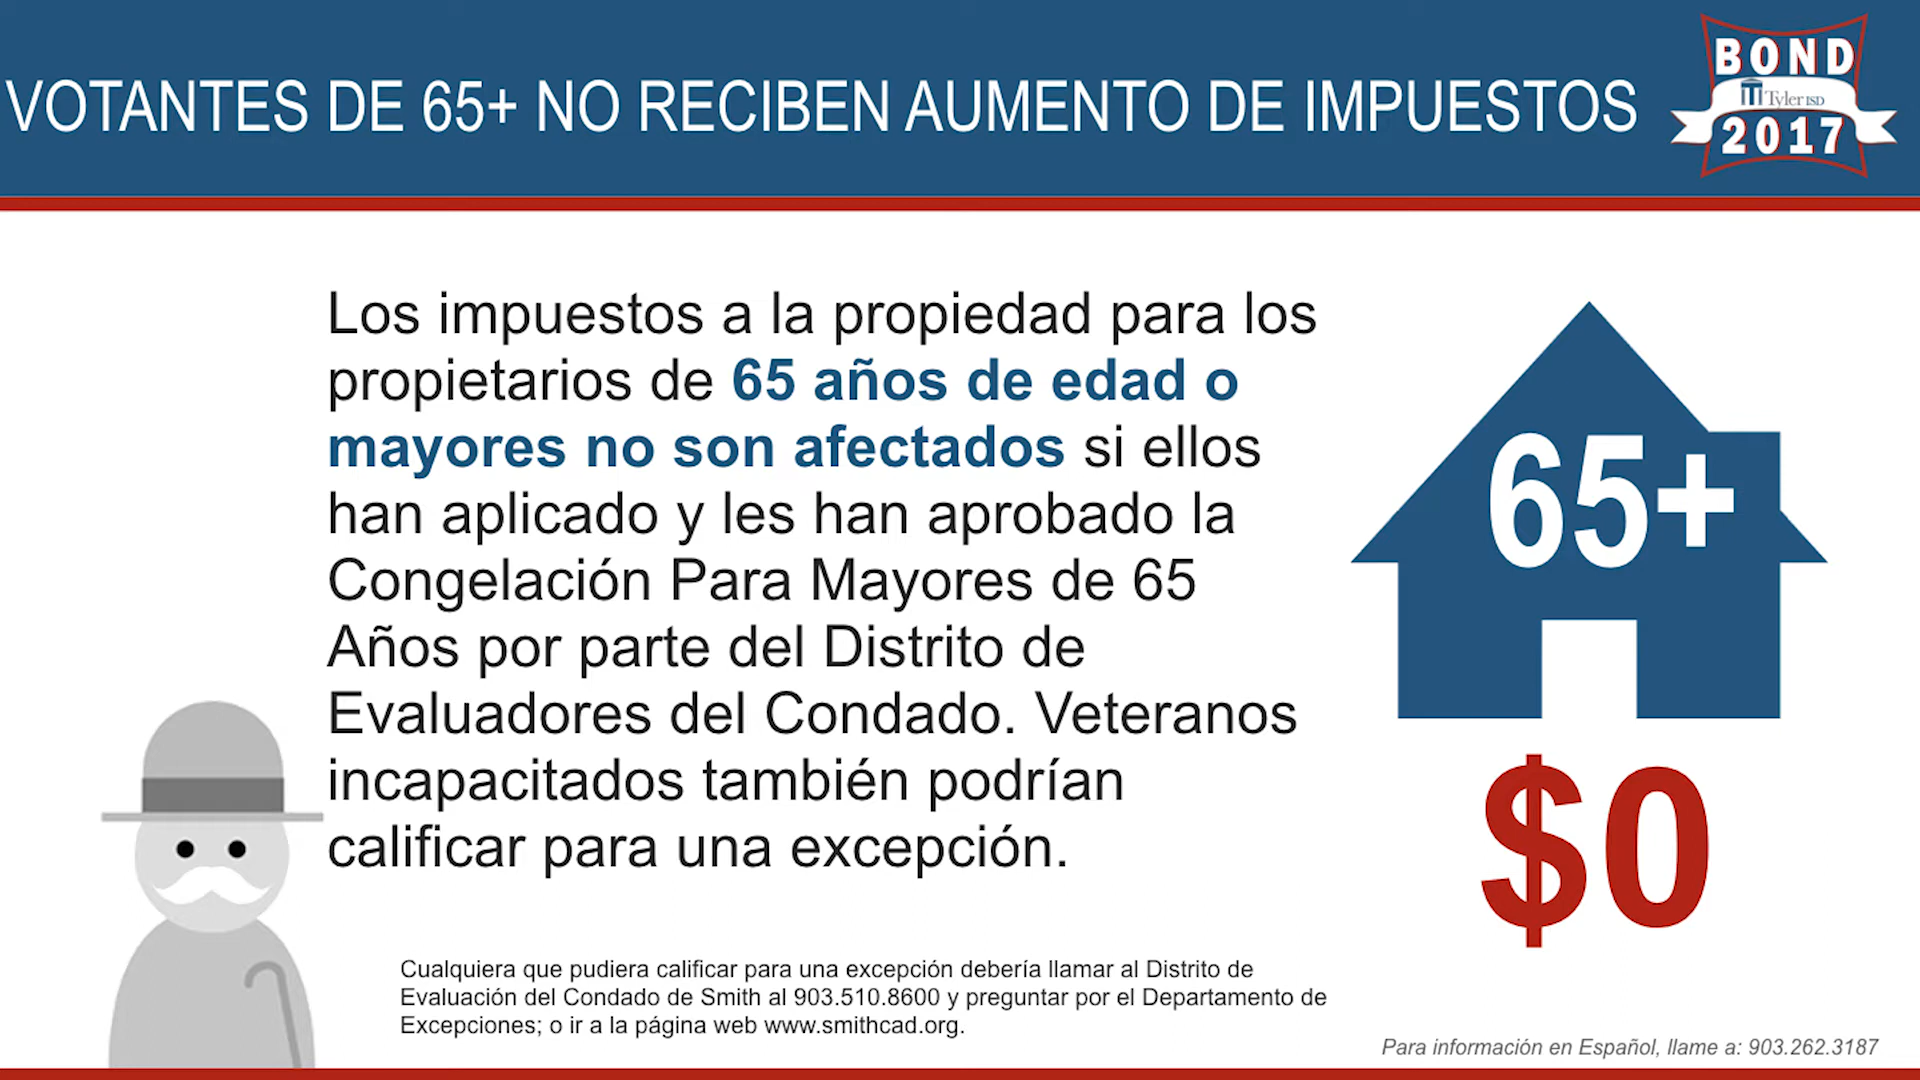 VOTANTES DE 65+ NO RECIBEN AUMENTO DE IMPUESTOS
BOND
Tyler ISD
2017
Los impuestos a la propiedad para los
propietarios de 65 años de edad o
mayores no son afectados si ellos
han aplicado y les han aprobado la
Congelación Para Mayores de 65
Años por parte del Distrito de
Evaluadores del Condado. Veteranos
incapacitados también podrían
calificar para una excepción.
65+
$0
Cualquiera que pudiera calificar para una excepción debería llamar al Distrito de
Evaluación del Condado de Smith al 903.510.8600 y preguntar por el Departamento de
Excepciones; o ir a la página web www.smithcad.org.
Para información en Español, llame a: 903.262.3187